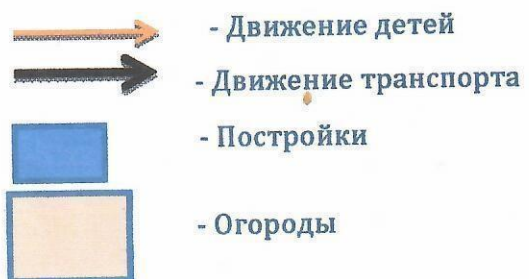 - Движение детей
- Движение транспорта
- Постройки
- Огороды